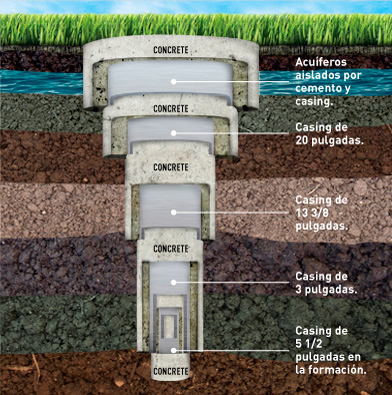 CONCRETE
Acuíferos
aislados por
cemento y
casing.
CONCRETE
Casing de
20 pulgadas.
CONCRETE
Casing de
13 3/8
pulgadas.
CONCRETE
Casing de
3 pulgadas.
Casing de
5 1/2
pulgadas en
la formación.
CONCRETE